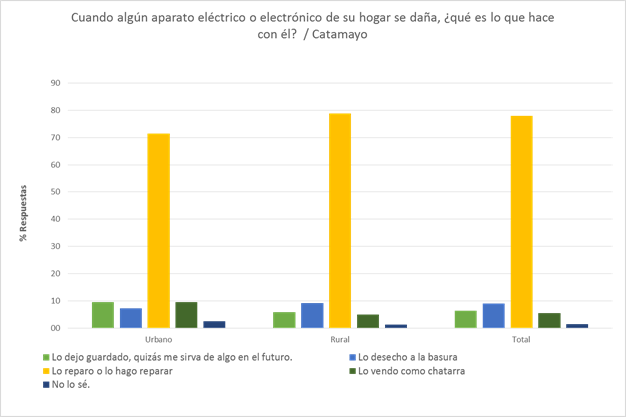 Cuando algún aparato eléctrico o electrónico de su hogar se daña, ¿qué es lo que hace
con él?  / Catamayo
90
80
70
60
50
40
30
20
10
00
% Respuestas
Urbano Rural Total
Lo dejo guardado, quizás me sirva de algo en el futuro. Lo desecho a la basura
Lo reparo o lo hago reparar Lo vendo como chatarra
No lo sé.